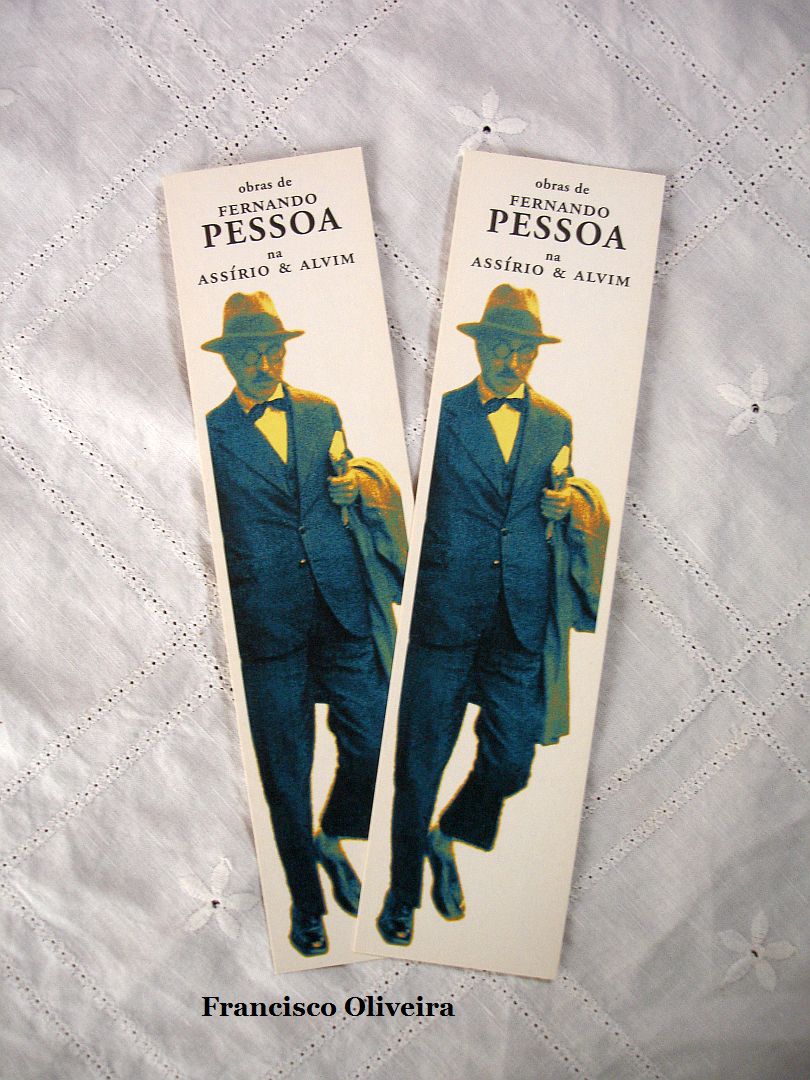 obras de
FERNANDO
PESSOA
na
ASSÍRIO & ALVIM
obras de
FERNANDO
PESSOA
na
ASSÍRIO & ALVIM
Francisco Oliveira